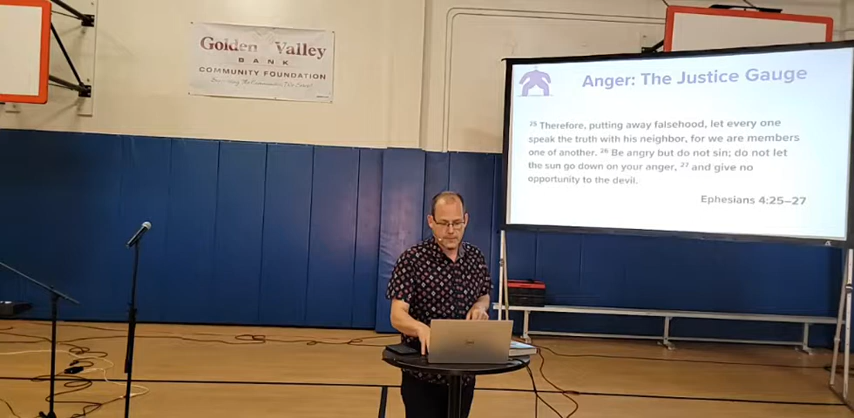 Golden Valley
BANK
COMMUNITY FOUNDATION
Anger: The Justice Gauge
25 Therefore, putting away falsehood, let every one
speak the truth with his neighbor, for we are members
one of another. 26 Be angry but do not sin; do not let
the sun go down on your anger, 27 and give no
opportunity to the devil.
Ephesians 4:25–27
DELL